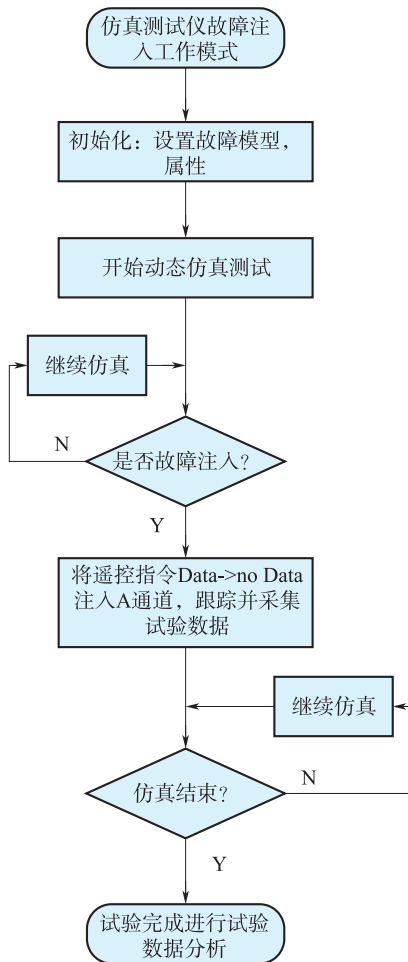 仿真测试仪故障注
入工作模式
初始化：设置故障模型，
属性
开始动态仿真测试
继续仿真
N
是否故障注入？
Y
将遥控指令Data->no Data
注入A通道，跟踪并采集
试验数据
继续仿真
仿真结束？
N
Y
试验完成进行试验
数据分析